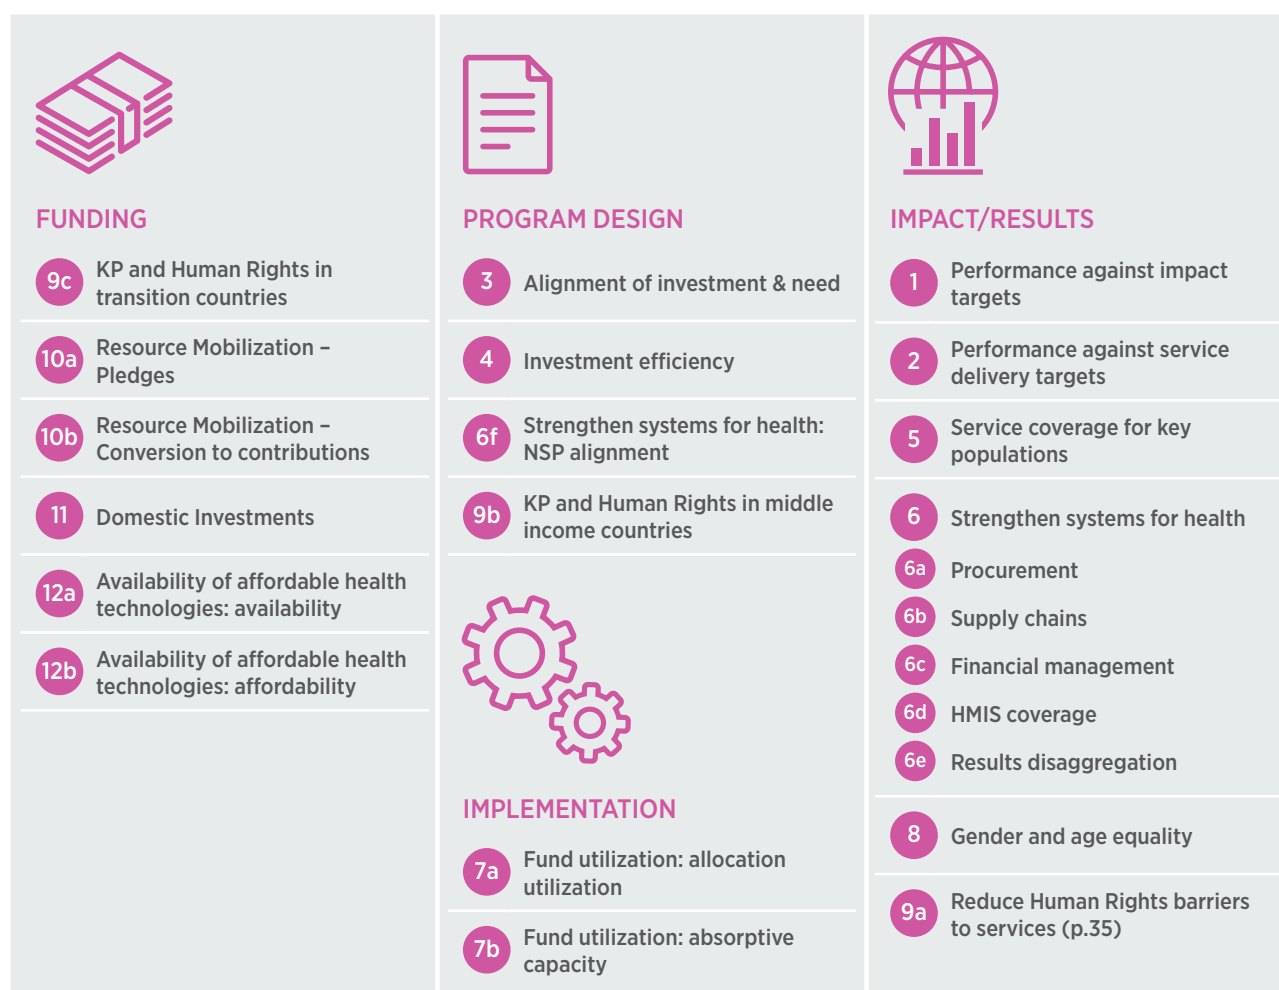 FUNDING
9c
KP and Human Rights in
transition countries
10a
Resource Mobilization –
Pledges
10b
Resource Mobilization –
Conversion to contributions
11
Domestic Investments
12a
Availability of affordable health
technologies: availability
12b
Availability of affordable health
technologies: affordability
PROGRAM DESIGN
3
Alignment of investment & need
4
Investment efficiency
6f
Strengthen systems for health:
NSP alignment
9b
KP and Human Rights in middle
income countries
IMPLEMENTATION
7a
Fund utilization: allocation
utilization
7b
Fund utilization: absorptive
capacity
IMPACT/RESULTS
1
Performance against impact
targets
2
Performance against service
delivery targets
5
Service coverage for key
populations
6
Strengthen systems for health
6a
Procurement
6b
Supply chains
6c
Financial management
6d
HMIS coverage
6e
Results disaggregation
8
Gender and age equality
9a
Reduce Human Rights barriers
to services (p.35)